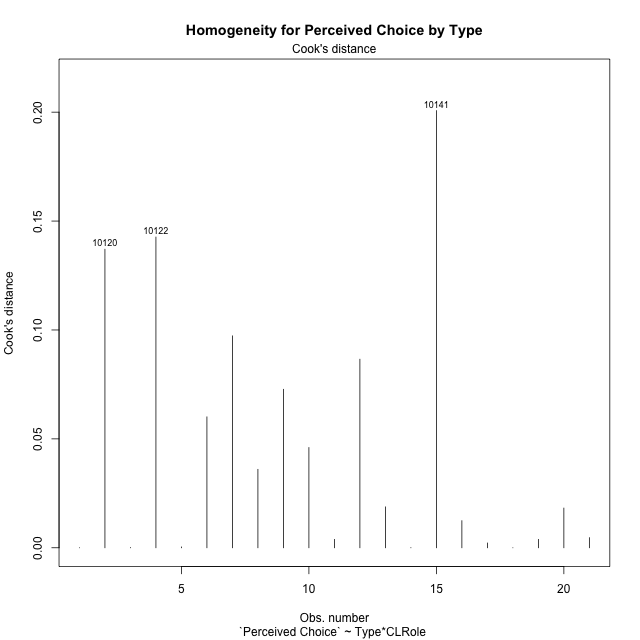 Homogeneity for Perceived Choice by Type
Cook's distance
10141
10120
10122
0.20
0.15
0.10
0.05
0.00
Cook's distance
5
10
15
20
Obs. number
`Perceived Choice` ~ Type*CLRole